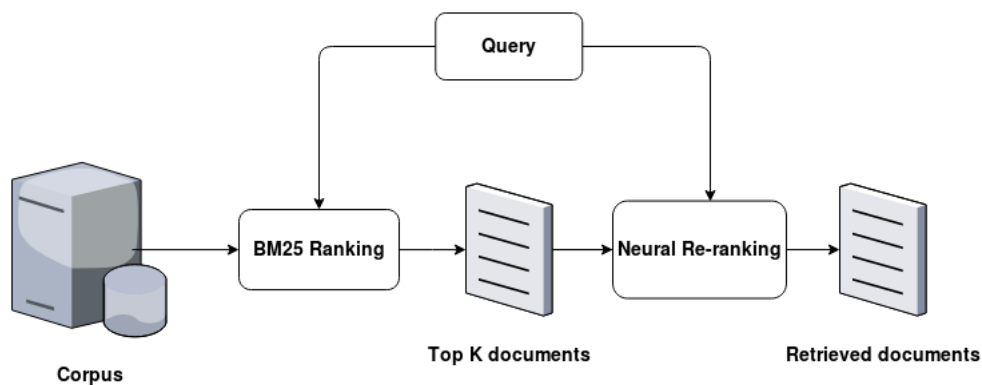 Query
BM25 Ranking
Neural Re-ranking
Top K documents
Retrieved documents
Corpus